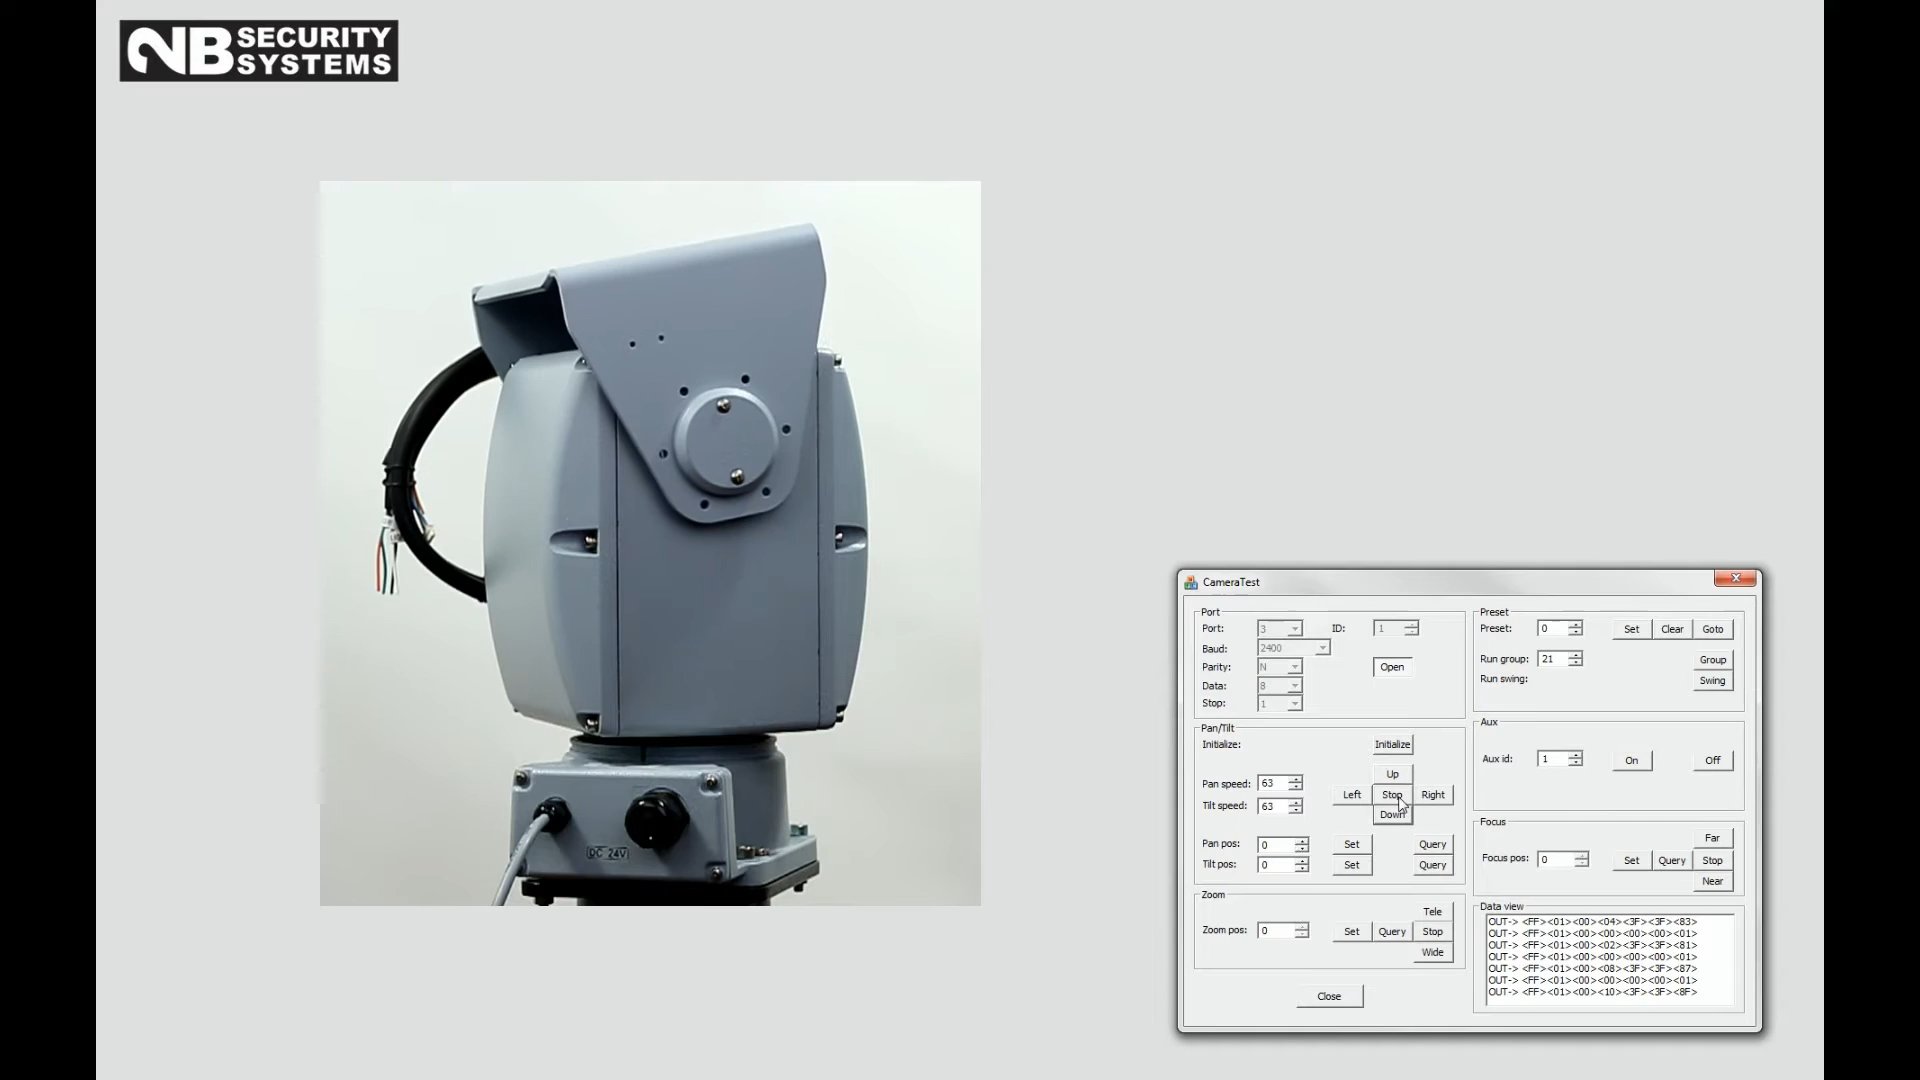 2B SECURITY
SYSTEMS
DC 24V
CameraTest
Port
Port: 3 ID: 1
Baud: 2400
Parity: N Open
Data: 8
Stop: 1
Pan/Tilt
Initialize: Initialize
Up
Pan speed: 63
Left Stop Right
Tilt speed: 63
Down
Pan pos: 0 Set Query
Tilt pos: 0 Set Query
Zoom
Tele
Zoom pos: 0 Set Query Stop
Wide
Close
Preset
Preset: 0 Set Clear Goto
Run group: 21 Group
Run swing: Swing
Aux
Aux id: 1 On Off
Focus
Far
Focus pos: 0 Set Query Stop
Near
Data view
OUT-> <FF><01><00><04><3F><3F><83>
OUT-> <FF><01><00><00><00><00><01>
OUT-> <FF><01><00><02><3F><3F><81>
OUT-> <FF><01><00><00><00><00><01>
OUT-> <FF><01><00><08><3F><3F><87>
OUT-> <FF><01><00><00><00><00><01>
OUT-> <FF><01><00><10><3F><3F><8F>